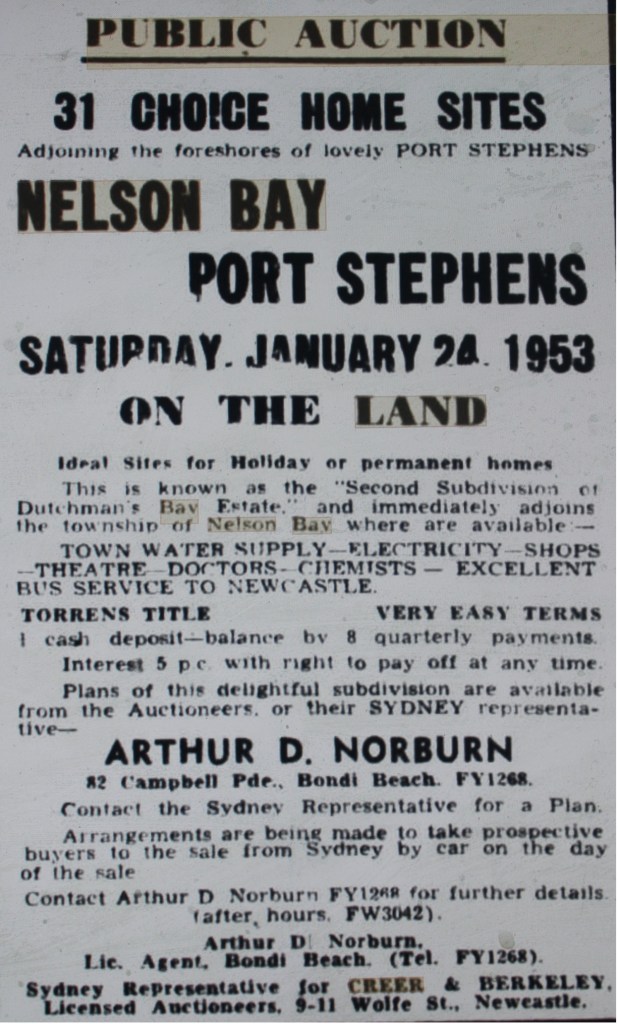 PUBLIC AUCTION
31 CHOICE HOME SITES
Adjoining the foreshores of lovely PORT STEPHENS
NELSON BAY
PORT STEPHENS
SATURDAY. JANUARY 24. 1953
ON THE LAND
Ideal Sites for Holiday or permanent homes
This is known as the "Second Subdivision of
Dutchman's Bay Estate," and immediately adjoins
the township of Nelson Bay where are available:—
TOWN WATER SUPPLY—ELECTRICITY—SHOPS
—THEATRE—DOCTORS—CHEMISTS — EXCELLENT
BUS SERVICE TO NEWCASTLE.
TORRENS TITLE VERY EASY TERMS
cash deposit—balance by 8 quarterly payments.
Interest 5 p c. with right to pay off at any time.
Plans of this delightful subdivision are available
from the Auctioneers, or their SYDNEY representa-
tive—
ARTHUR D. NORBURN
82 Campbell Pde., Bondi Beach. FY1268.
Contact the Sydney Representative for a Plan.
Arrangements are being made to take prospective
buyers to the sale from Sydney by car on the day
of the sale
Contact Arthur D Norburn FY1268 for further details.
(after hours, FW3042).
Arthur D. Norburn,
Lic. Agent, Bondi Beach. (Tel. FY1268).
Sydney Representative for CREER & BERKELEY,
Licensed Auctioneers, 9-11 Wolfe St., Newcastle.